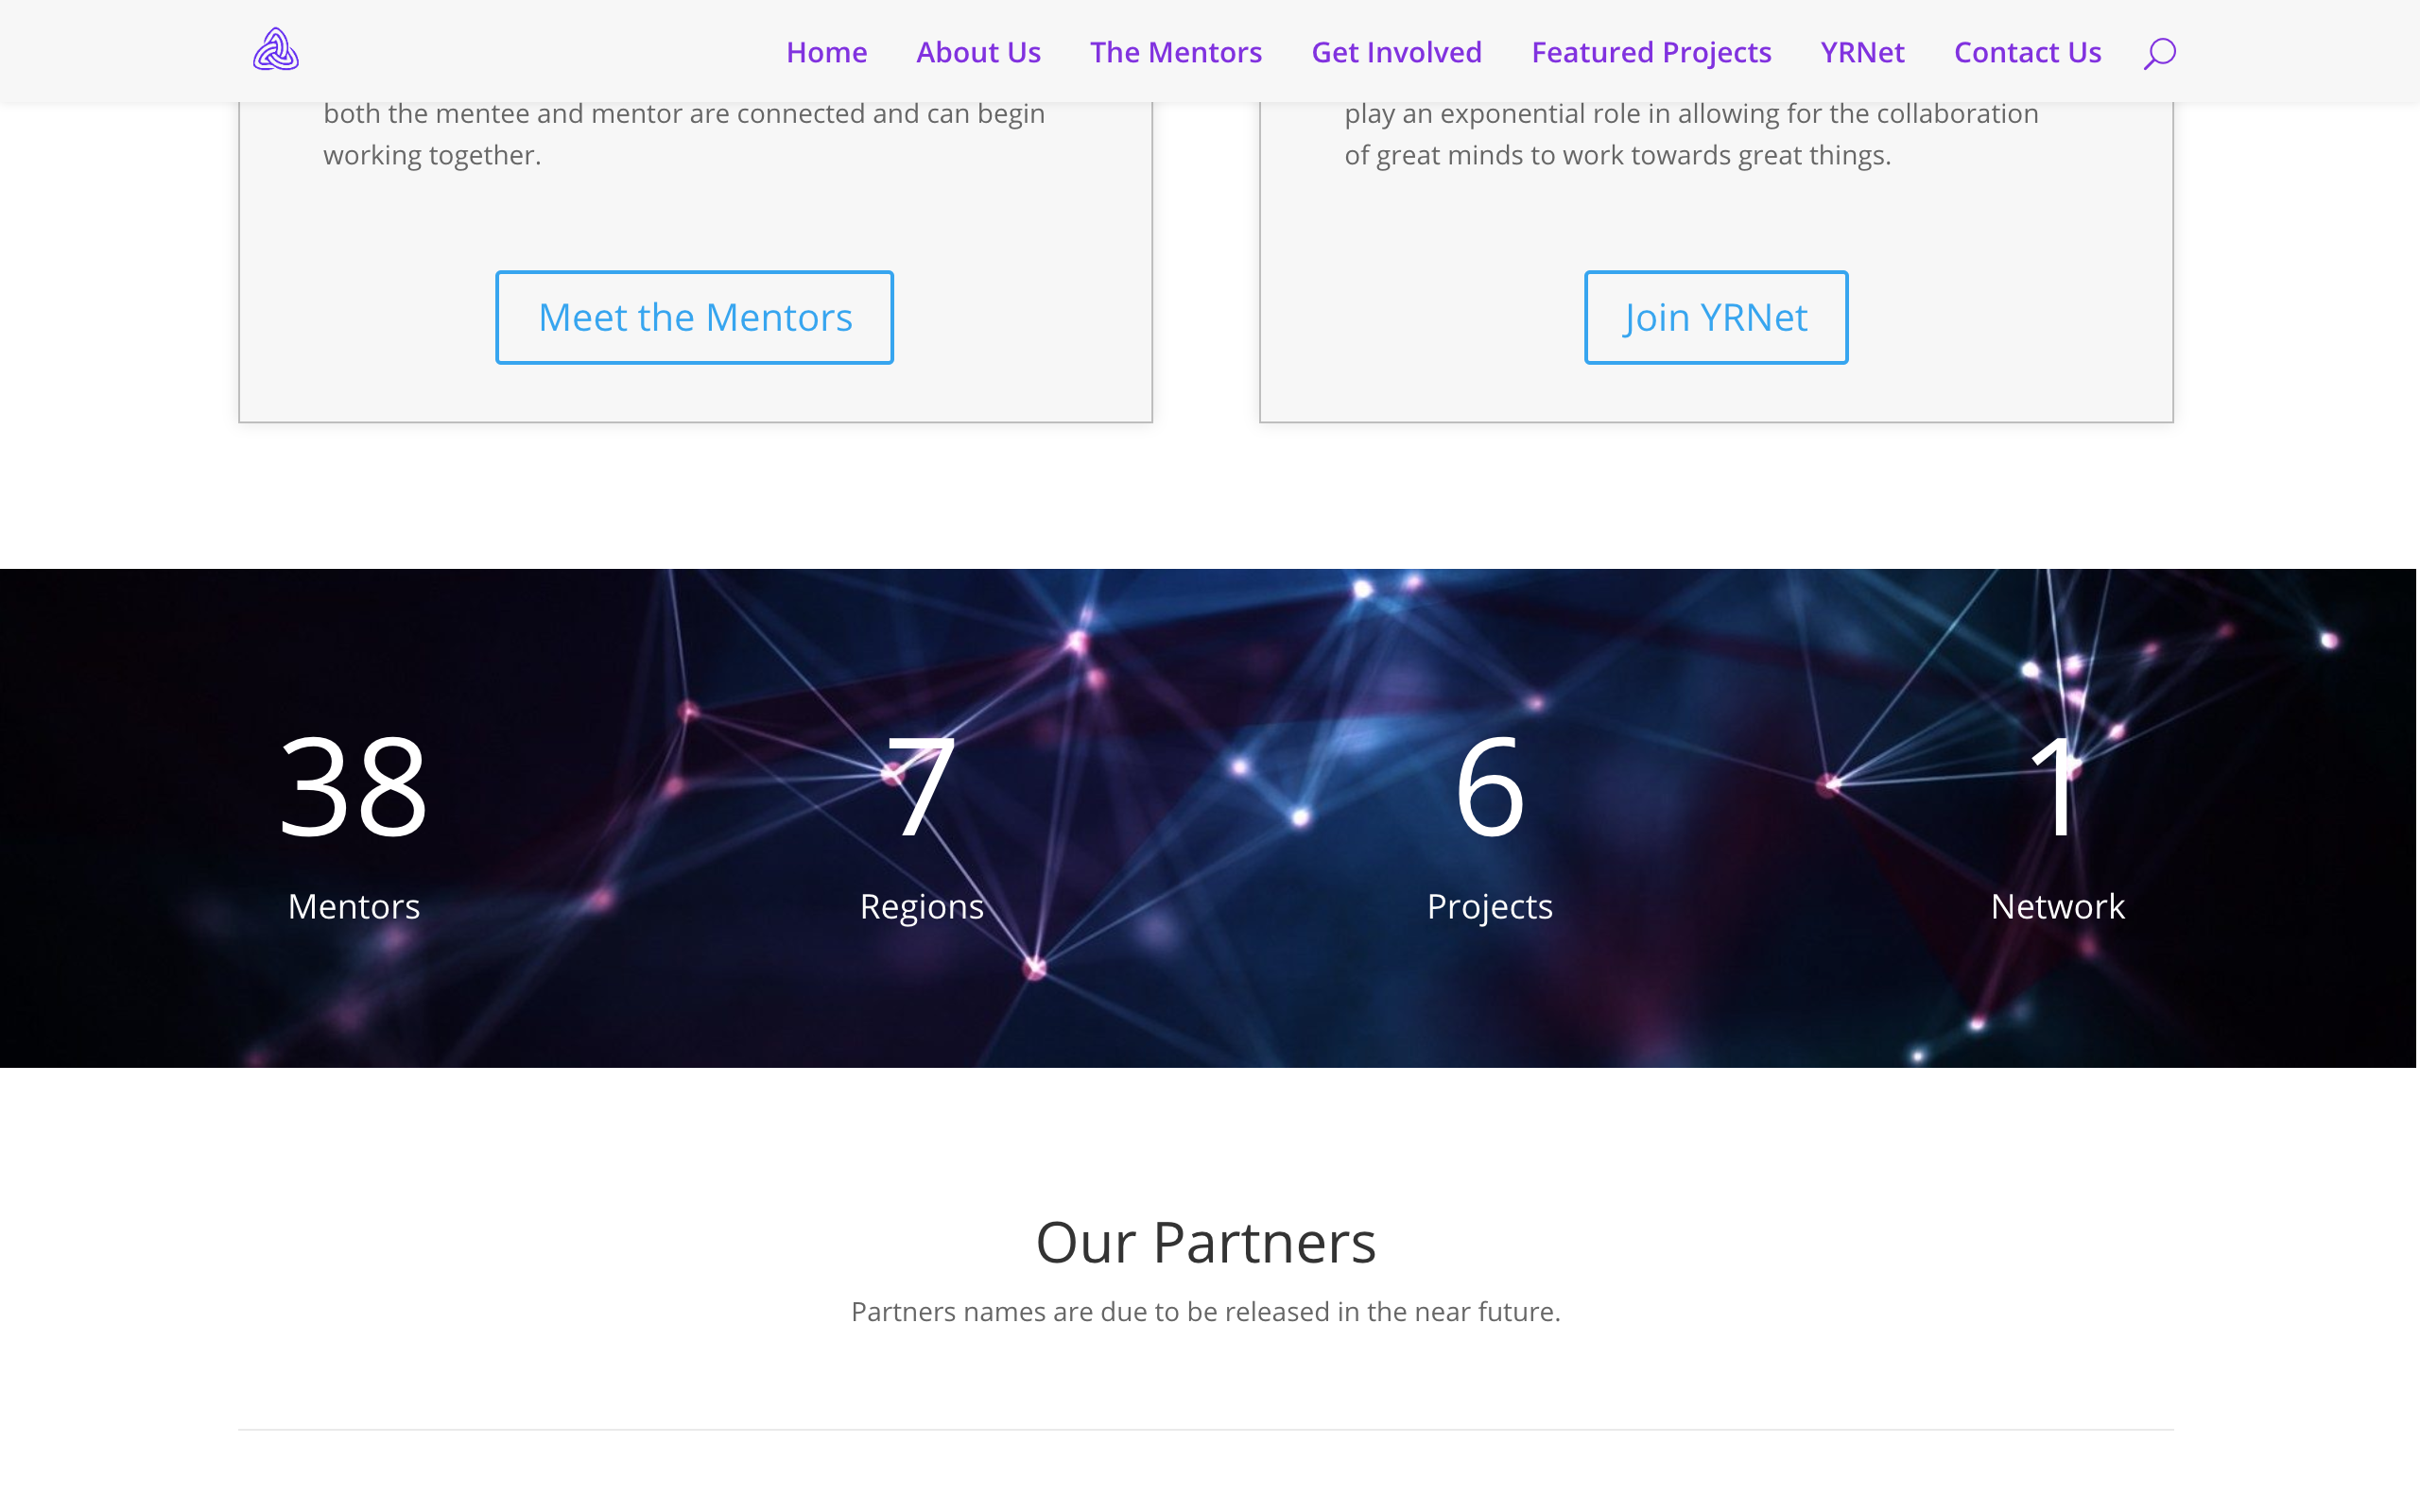 Home About Us The Mentors Get Involved Featured Projects YRNet Contact Us
both the mentee and mentor are connected and can begin
working together.
Meet the Mentors
play an exponential role in allowing for the collaboration
of great minds to work towards great things.
Join YRNet
38
Mentors
7
Regions
6
Projects
1
Network
Our Partners
Partners names are due to be released in the near future.